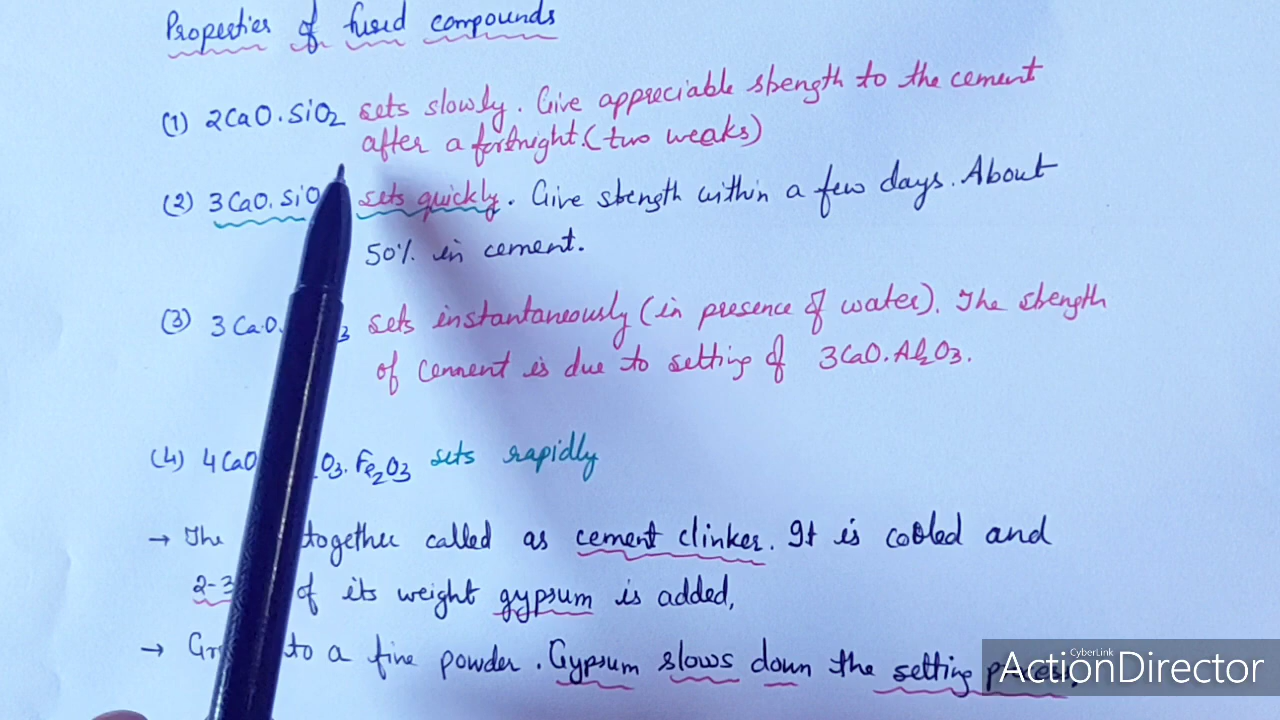 Properties of fused compounds
(1) 2CaO.SiO2 sets slowly. Give appreciable strength to the cement
after a fortnight.(two weaks)
(2) 3CaO.SiO sets quickly. Give strength within a few days. About
50% in cement.
(3) 3CaO. 3 sets instantaneously (in presence of water). The strength
of cement is due to setting of 3CaO.Al2O3.
(4) 4CaO O3.Fe2O3 sets rapidly
→ The together called as cement clinker. It is cooled and
2-3 of its weight gypsum is added,
→ to a fine powder. Gypsum slows down the setting process,
CyberLink
ActionDirector